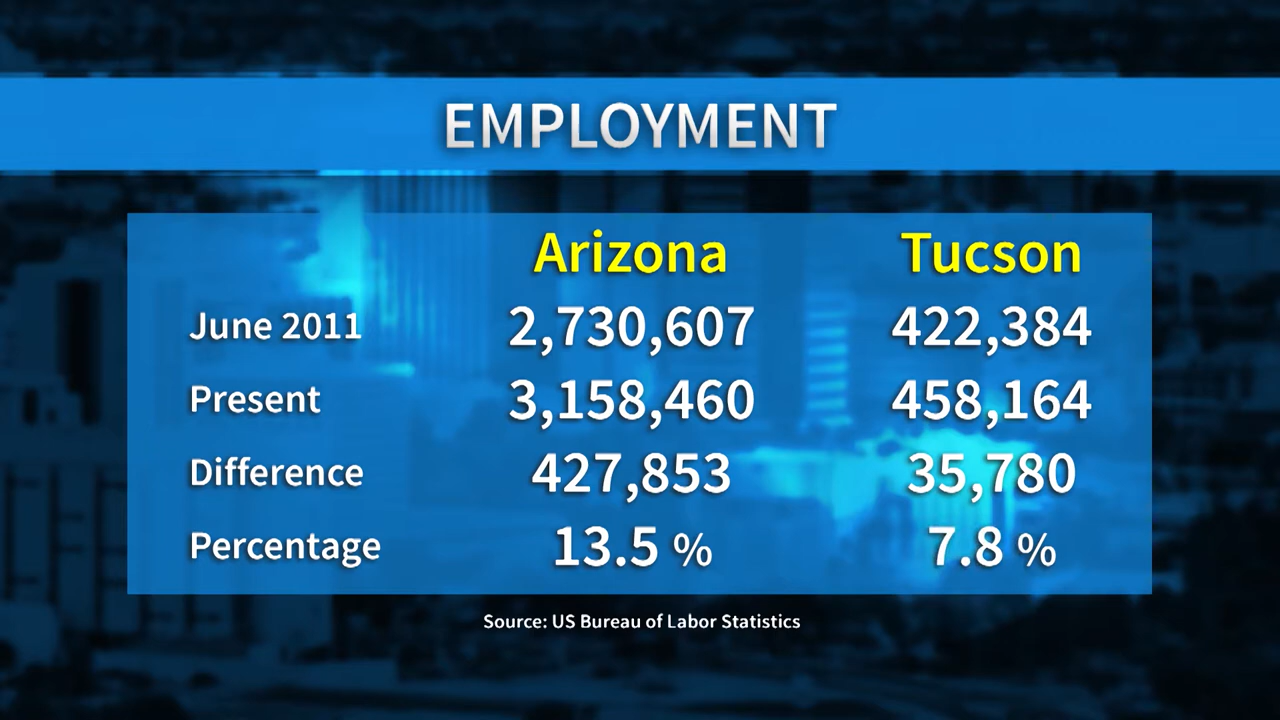 EMPLOYMENT
Arizona Tucson
June 2011 2,730,607 422,384
Present 3,158,460 458,164
Difference 427,853 35,780
Percentage 13.5 % 7.8 %
Source: US Bureau of Labor Statistics